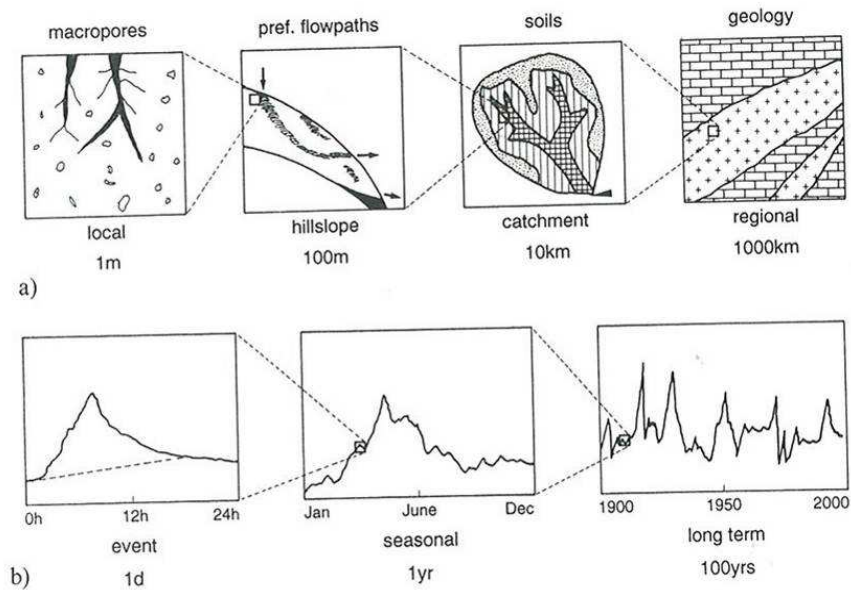 macropores
pref. flowpaths
soils
geology
local
hillslope
catchment
regional
1m
100m
10km
1000km
a)
0h
12h
24h
Jan
June
Dec
1900
1950
2000
event
seasonal
long term
1d
1yr
100yrs
b)